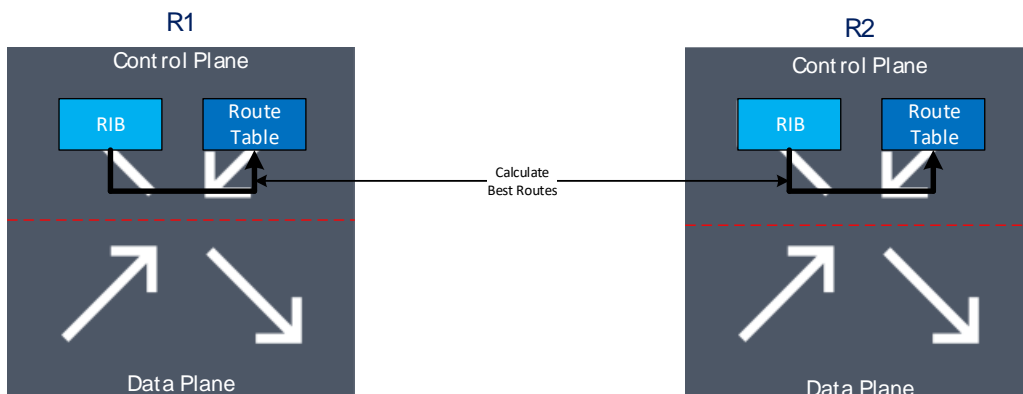 R1
Control Plane
RIB
Route
Table
Data Plane
Calculate
Best Routes
R2
Control Plane
RIB
Route
Table
Data Plane